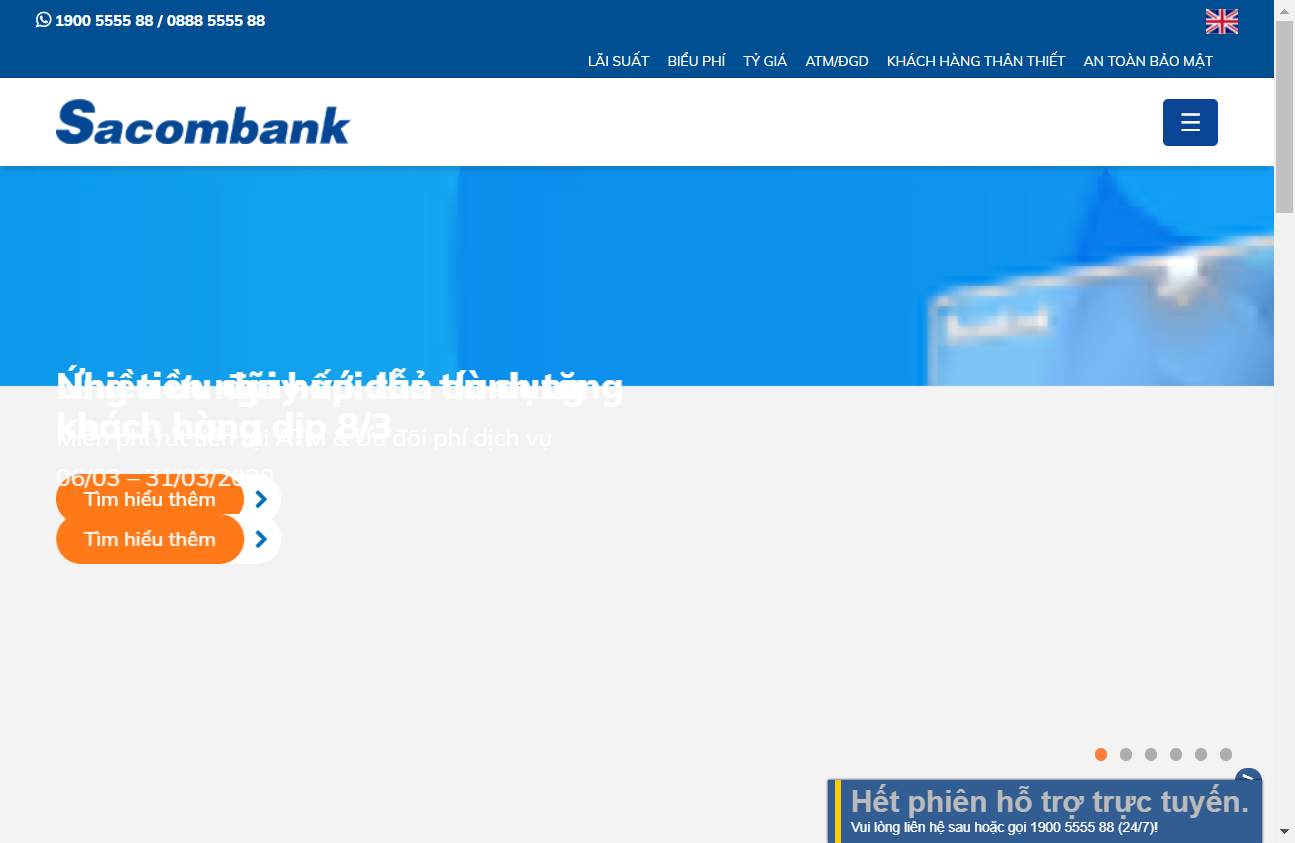 1900 5555 88 / 0888 5555 88
LÃI SUẤT BIỂU PHÍ TỶ GIÁ ATM/ĐGD KHÁCH HÀNG THÂN THIẾT AN TOÀN BẢO MẬT
Sacombank
khách hàng dịp 8/3
Miễn phí rút tiền tại ATM & Ưu đãi phí dịch vụ
06/03 – 31/03/2020
Tìm hiểu thêm
Tìm hiểu thêm
Hết phiên hỗ trợ trực tuyến.
Vui lòng liên hệ sau hoặc gọi 1900 5555 88 (24/7)!